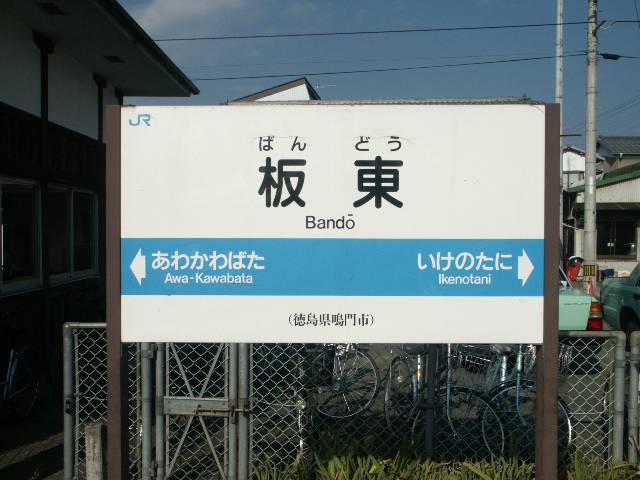 JR
ばんどう
板東
Bandō
あわかわばた いけのたに
Awa-Kawabata Ikenotani
(徳島県鳴門市)